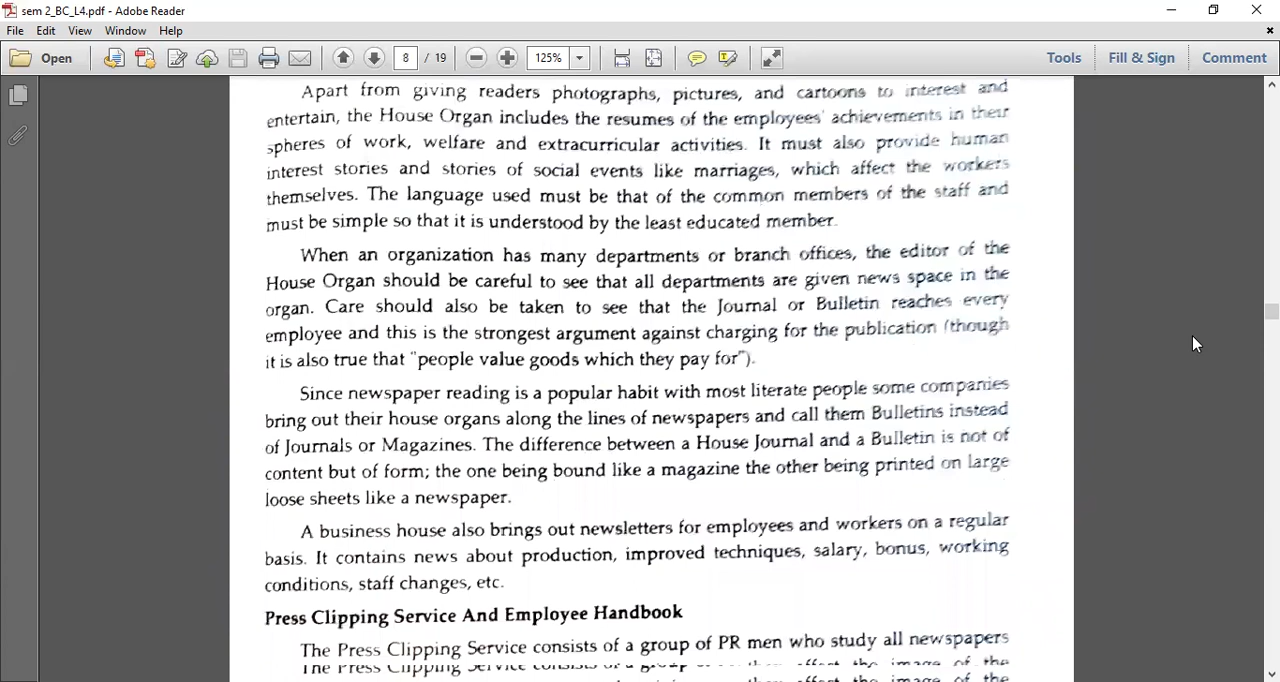 sem 2_BC_L4.pdf - Adobe Reader
File Edit View Window Help
Open 8 / 19 125% Tools Fill & Sign Comment
Apart from giving readers photographs, pictures, and cartoons to interest and
entertain, the House Organ includes the resumes of the employees' achievements in their
spheres of work, welfare and extracurricular activities. It must also provide human
interest stories and stories of social events like marriages, which affect the workers
themselves. The language used must be that of the common members of the staff and
must be simple so that it is understood by the least educated member.
When an organization has many departments or branch offices, the editor of the
House Organ should be careful to see that all departments are given news space in the
organ. Care should also be taken to see that the Journal or Bulletin reaches every
employee and this is the strongest argument against charging for the publication (though
it is also true that "people value goods which they pay for").
Since newspaper reading is a popular habit with most literate people some companies
bring out their house organs along the lines of newspapers and call them Bulletins instead
of Journals or Magazines. The difference between a House Journal and a Bulletin is not of
content but of form; the one being bound like a magazine the other being printed on large
loose sheets like a newspaper.
A business house also brings out newsletters for employees and workers on a regular
basis. It contains news about production, improved techniques, salary, bonus, working
conditions, staff changes, etc.
Press Clipping Service And Employee Handbook
The Press Clipping Service consists of a group of PR men who study all newspapers